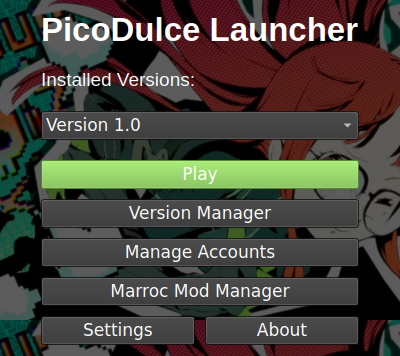 PicoDulce Launcher
Installed Versions:
Version 1.0
Play
Version Manager
Manage Accounts
Marroc Mod Manager
Settings About